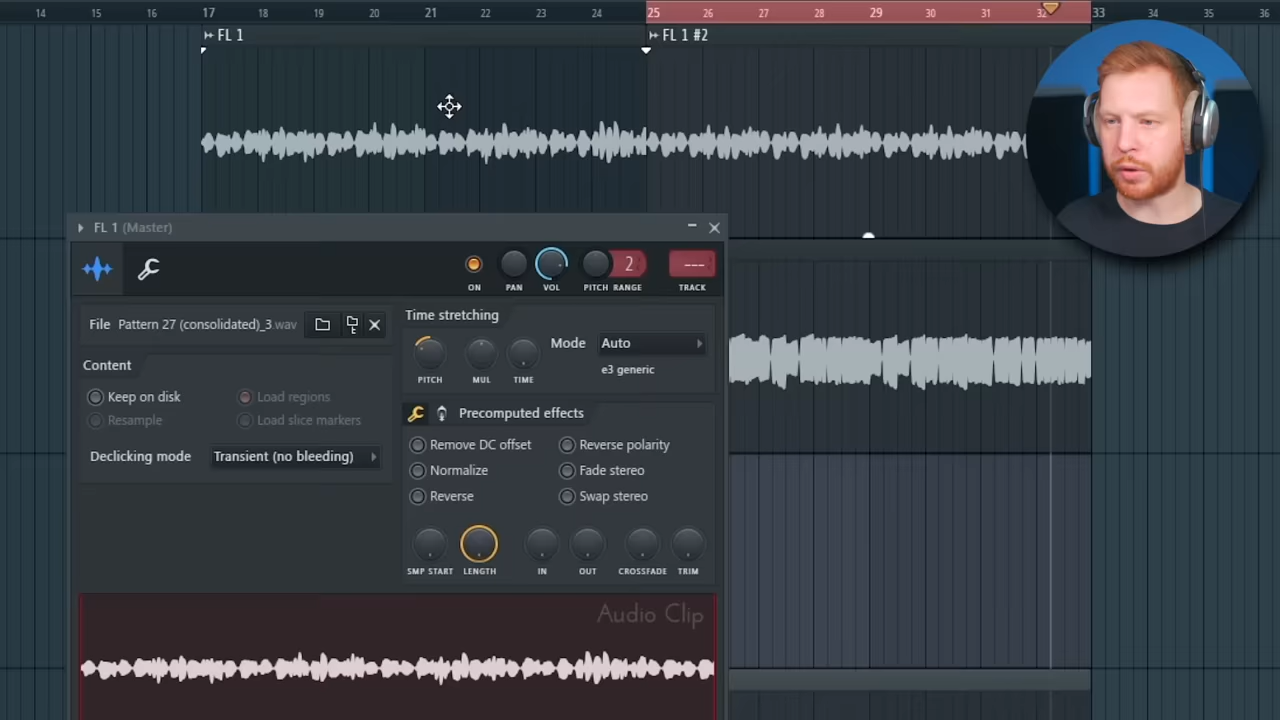 14 15 16 17 18 19 20 21 22 23 24 25 26 27 28 29 30 31 32 33 34 35 36
FL 1 FL 1 #2
FL 1 (Master)
2 ---
ON PAN VOL PITCH RANGE TRACK
File Pattern 27 (consolidated)_3.wav
Content
Keep on disk Load regions
Resample Load slice markers
Declicking mode Transient (no bleeding)
Time stretching
Mode Auto
PITCH MUL TIME e3 generic
Precomputed effects
Remove DC offset Reverse polarity
Normalize Fade stereo
Reverse Swap stereo
SMP START LENGTH IN OUT CROSSFADE TRIM
Audio Clip